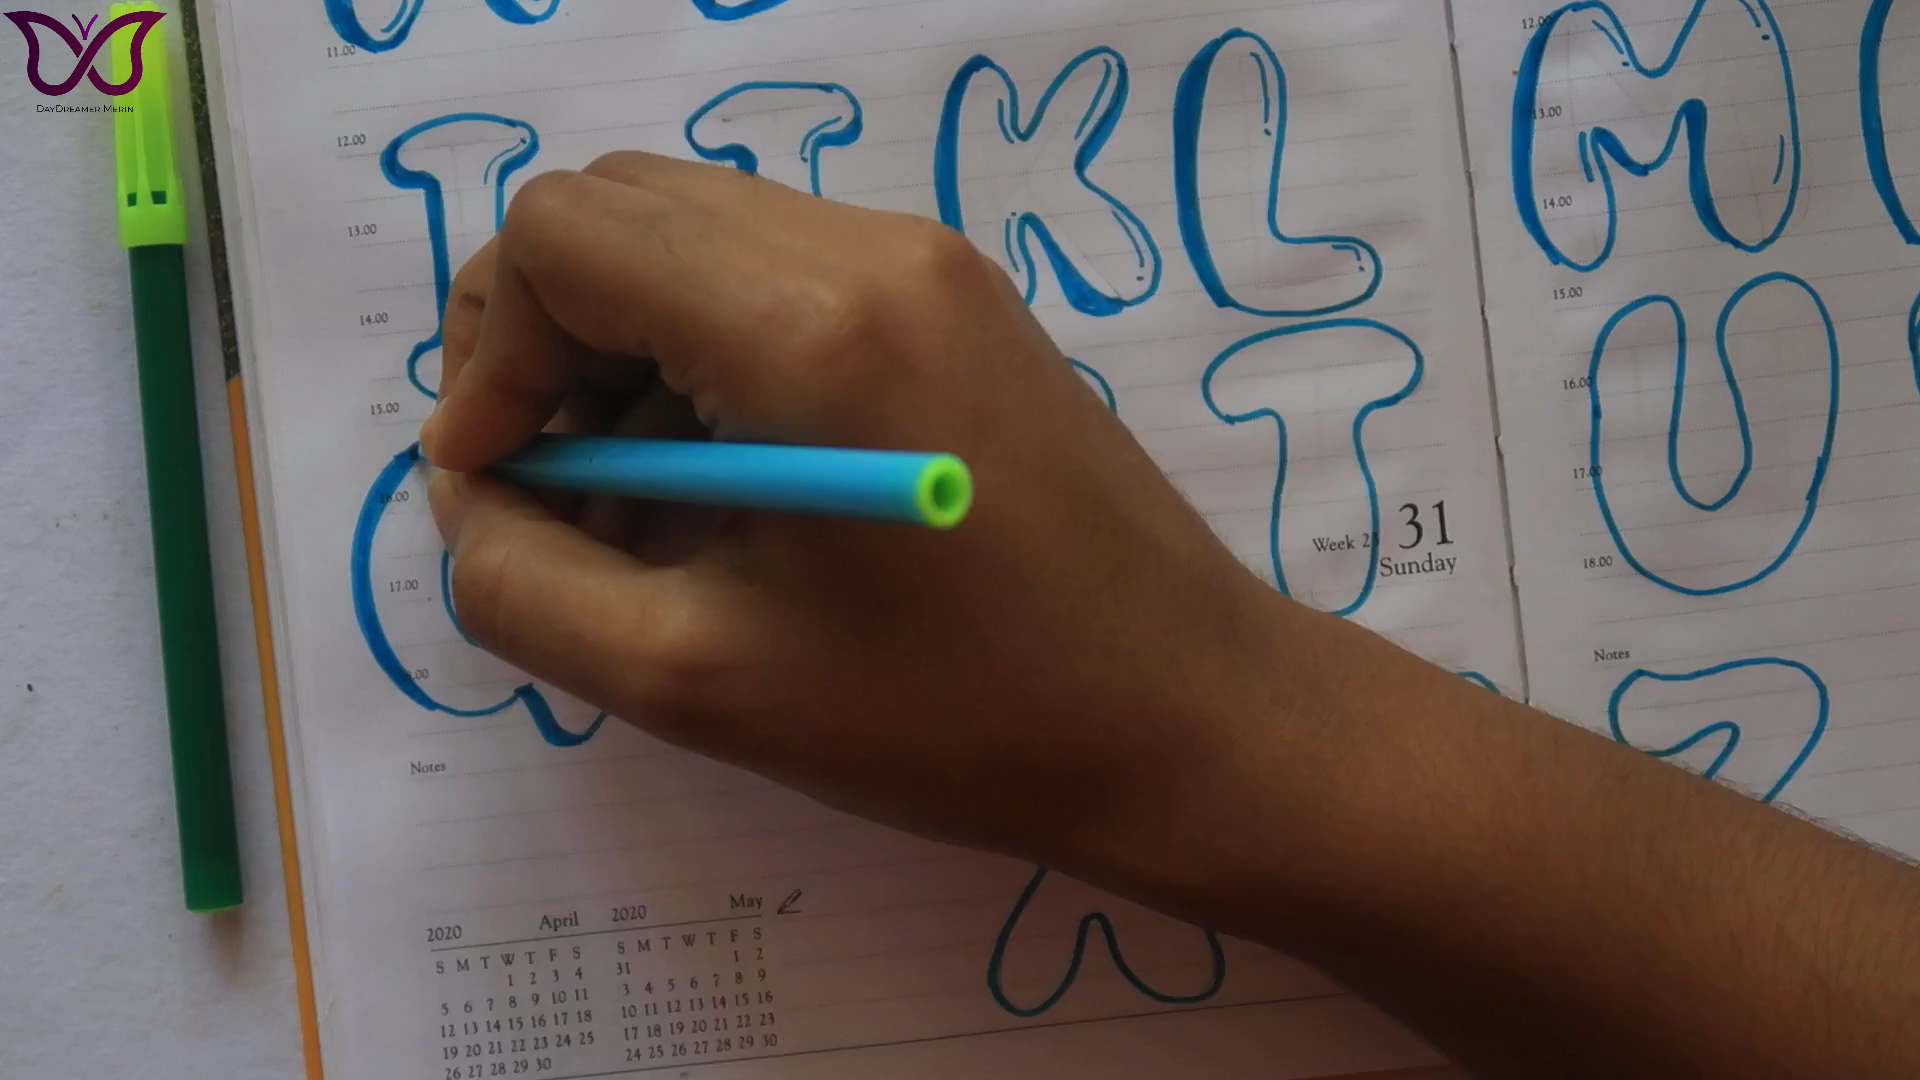 DayDreamer Merin
11.00
12.00
I J K L
13.00
14.00
15.00
Q T
16.00
17.00
Week 2
31
Sunday
Notes
2020 April
S M T W T F S
1 2 3 4
5 6 7 8 9 10 11
12 13 14 15 16 17 18
19 20 21 22 23 24 25
26 27 28 29 30
2020 May
S M T W T F S
31 1 2
3 4 5 6 7 8 9
10 11 12 13 14 15 16
17 18 19 20 21 22 23
24 25 26 27 28 29 30
X
12.00
M
13.00
14.00
15.00
U
16.00
17.00
18.00
Notes
Z